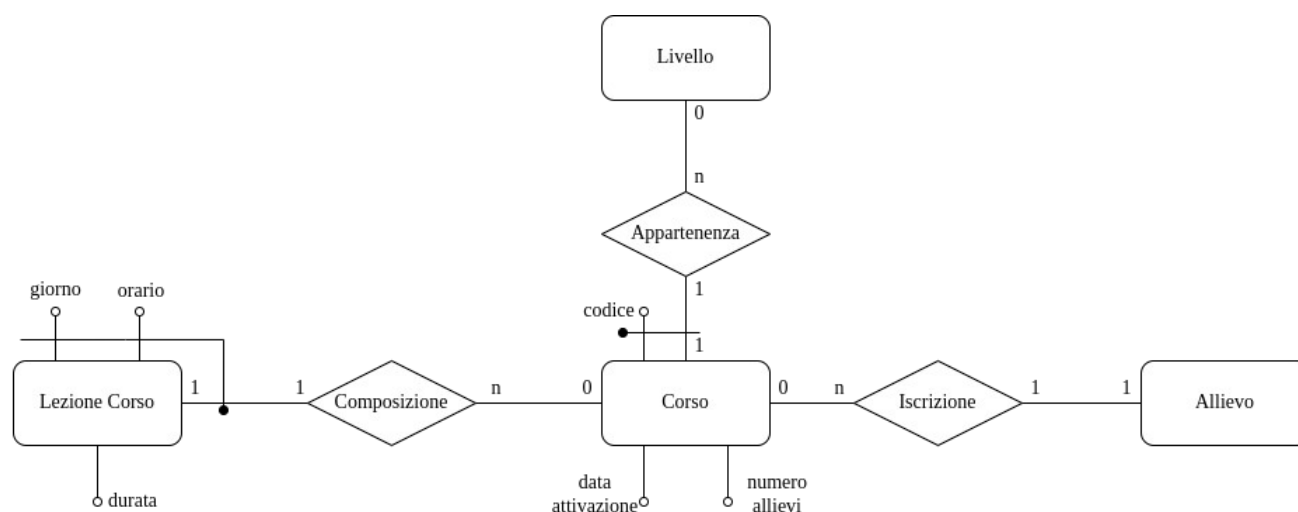 Livello
0
n
Appartenenza
1
giorno
orario
codice
1
Lezione Corso
1
1
Composizione
n
0
Corso
0
n
Iscrizione
1
1
Allievo
durata
data
attivazione
numero
allievi